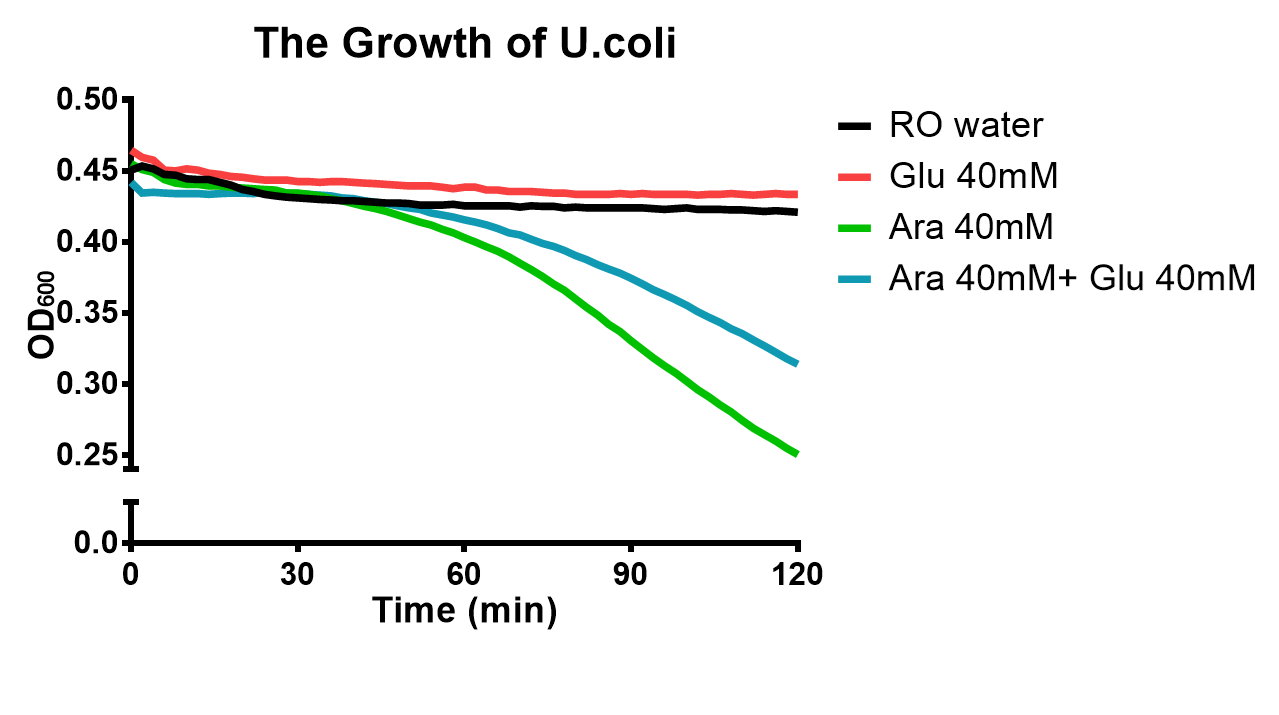 The Growth of U.coli
0.50
0.45
0.40
0.35
0.30
0.25
0.0
OD600
0 30 60 90 120
Time (min)
RO water
Glu 40mM
Ara 40mM
Ara 40mM+ Glu 40mM